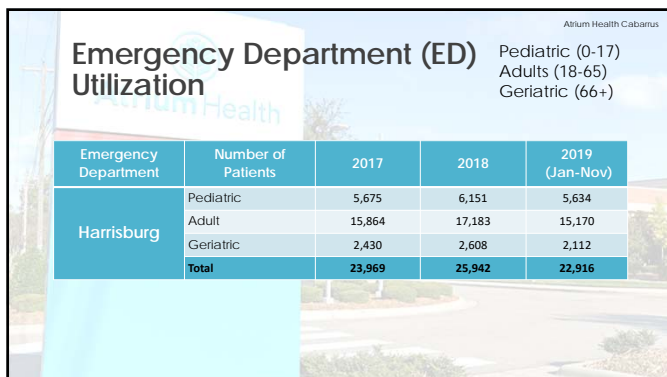 Atrium Health Cabarrus
Emergency Department (ED)
Utilization
Pediatric (0-17)
Adults (18-65)
Geriatric (66+)
Atrium Health
Emergency Department Number of Patients 2017 2018 2019 (Jan-Nov)
Harrisburg Pediatric 5,675 6,151 5,634
Adult 15,864 17,183 15,170
Geriatric 2,430 2,608 2,112
Total 23,969 25,942 22,916